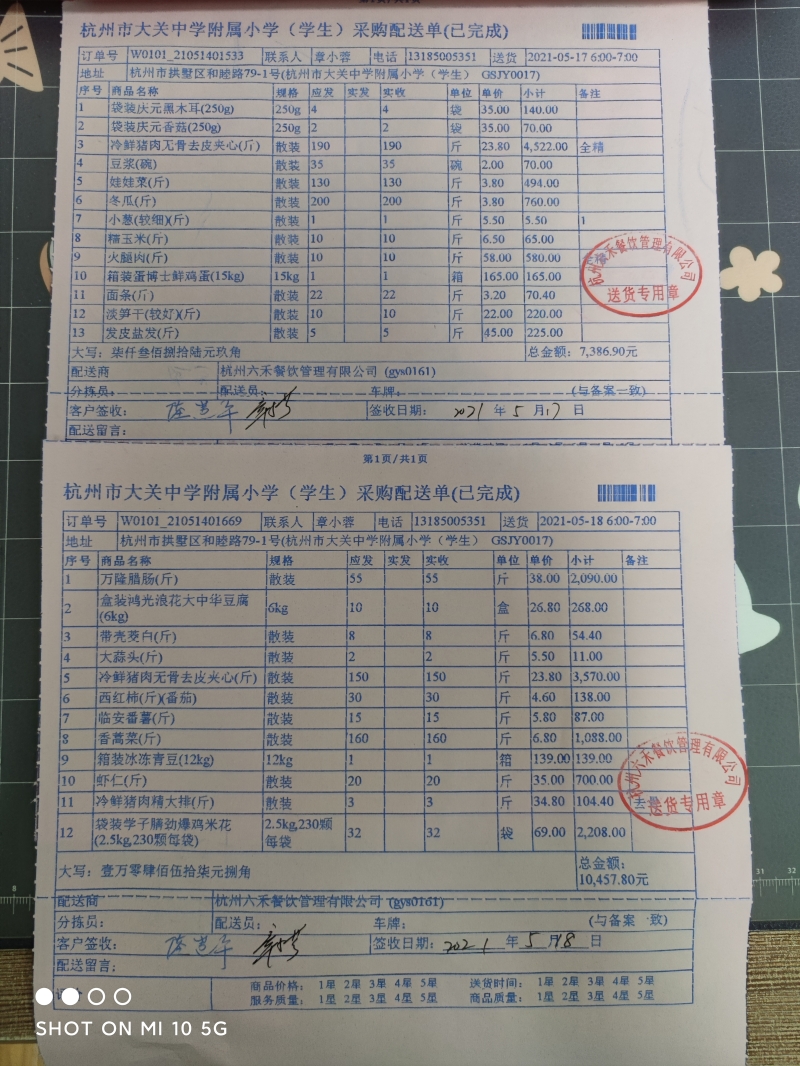 杭州市大关中学附属小学（学生）采购配送单(已完成)
订单号 W0101_21051401533 联系人 章小蓉 电话 13185005351 送货 2021-05-17 6:00-7:00
地址 杭州市拱墅区和睦路79-1号(杭州市大关中学附属小学（学生） GSJY0017)
序号 商品名称 规格 应发 实发 实收 单位 单价 小计 备注
1 袋装庆元黑木耳(250g) 250g 4 4 袋 35.00 140.00
2 袋装庆元香菇(250g) 250g 2 2 袋 35.00 70.00
3 冷鲜猪肉无骨去皮夹心(斤) 散装 190 190 斤 23.80 4,522.00 全精
4 豆浆(碗) 散装 35 35 碗 2.00 70.00
5 娃娃菜(斤) 散装 130 130 斤 3.80 494.00
6 冬瓜(斤) 散装 200 200 斤 3.80 760.00
7 小葱(较细)(斤) 散装 1 1 斤 5.50 5.50 1
8 糯玉米(斤) 散装 10 10 斤 6.50 65.00
9 火腿肉(斤) 散装 10 10 斤 58.00 580.00
10 箱装蛋博士鲜鸡蛋(15kg) 15kg 1 1 箱 165.00 165.00
11 面条(斤) 散装 22 22 斤 3.20 70.40
12 淡笋干(较好)(斤) 散装 10 10 斤 22.00 220.00
13 发皮盐发(斤) 散装 5 5 斤 45.00 225.00
杭州六禾餐饮管理有限公司
送货专用章
大写：柒仟叁佰捌拾陆元玖角 总金额：7,386.90元
配送商 杭州六禾餐饮管理有限公司 (gys0161)
分拣员： 配送员： 车牌： (与备案一致)
客户签收： 签收日期： 2021 年 5 月 17 日
配送留言：
第1页/共1页
杭州市大关中学附属小学（学生）采购配送单(已完成)
订单号 W0101_21051401669 联系人 章小蓉 电话 13185005351 送货 2021-05-18 6:00-7:00
地址 杭州市拱墅区和睦路79-1号(杭州市大关中学附属小学（学生） GSJY0017)
序号 商品名称 规格 应发 实发 实收 单位 单价 小计 备注
1 万隆腊肠(斤) 散装 55 55 斤 38.00 2,090.00
2 盒装鸿光浪花大中华豆腐(6kg) 6kg 10 10 盒 26.80 268.00
3 带壳茭白(斤) 散装 8 8 斤 6.80 54.40
4 大蒜头(斤) 散装 2 2 斤 5.50 11.00
5 冷鲜猪肉无骨去皮夹心(斤) 散装 150 150 斤 23.80 3,570.00
6 西红柿(斤)(番茄) 散装 30 30 斤 4.60 138.00
7 临安番薯(斤) 散装 15 15 斤 5.80 87.00
8 香蒿菜(斤) 散装 160 160 斤 6.80 1,088.00
9 箱装冰冻青豆(12kg) 12kg 1 1 箱 139.00 139.00
10 虾仁(斤) 散装 20 20 斤 35.00 700.00
11 冷鲜猪肉精大排(斤) 散装 3 3 斤 34.80 104.40
12 袋装学子膳劲爆鸡米花(2.5kg,230颗每袋) 2.5kg,230颗每袋 32 32 袋 69.00 2,208.00
杭州六禾餐饮管理有限公司
送货专用章
大写：壹万零肆佰伍拾柒元捌角 总金额：10,457.80元
配送商 杭州六禾餐饮管理有限公司 (gys0161)
分拣员： 配送员： 车牌： (与备案一致)
客户签收： 签收日期： 2021 年 5 月 18 日
配送留言：
商品价格： 1星 2星 3星 4星 5星 送货时间： 1星 2星 3星 4星 5星
服务质量： 1星 2星 3星 4星 5星 商品质量： 1星 2星 3星 4星 5星
SHOT ON MI 10 5G